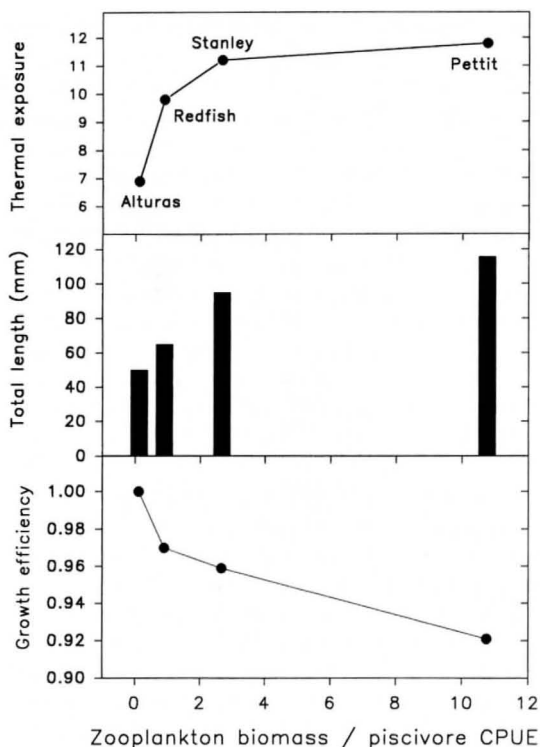 Thermal exposure
12
11
10
9
8
7
6
Stanley
Pettit
Redfish
Alturas
Total length (mm)
120
100
80
60
40
20
0
Growth efficiency
1.00
0.98
0.96
0.94
0.92
0.90
0 2 4 6 8 10 12
Zooplankton biomass / piscivore CPUE